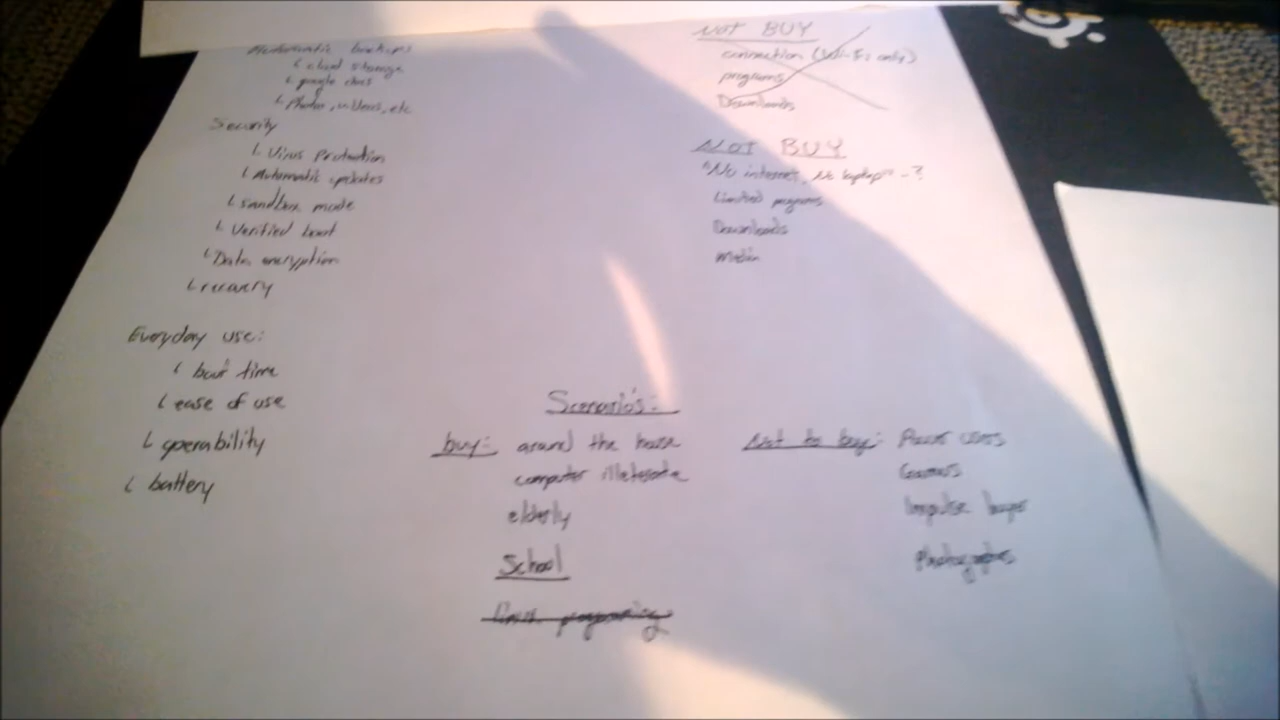 Automatic backups
cloud storage
google docs
Photos, videos, etc
Security
Virus Protection
Automatic updates
sandbox mode
Verified boot
Data encryption
recovery
Everyday use:
boot time
ease of use
operability
battery
NOT BUY
connection (Wi-Fi only)
programs
Downloads
NOT BUY
"No internet, No laptop" - ?
Limited programs
Downloads
Media
Scenarios:
buy: around the house
computer illeterate
elderly
School
programming
Not to buy: Power users
Gamers
Impulse buyer
Photographers